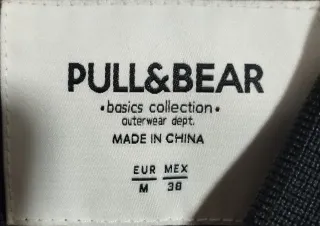 PULL&BEAR
•basics collection•
outerwear dept.
MADE IN CHINA
EUR MEX
M 38